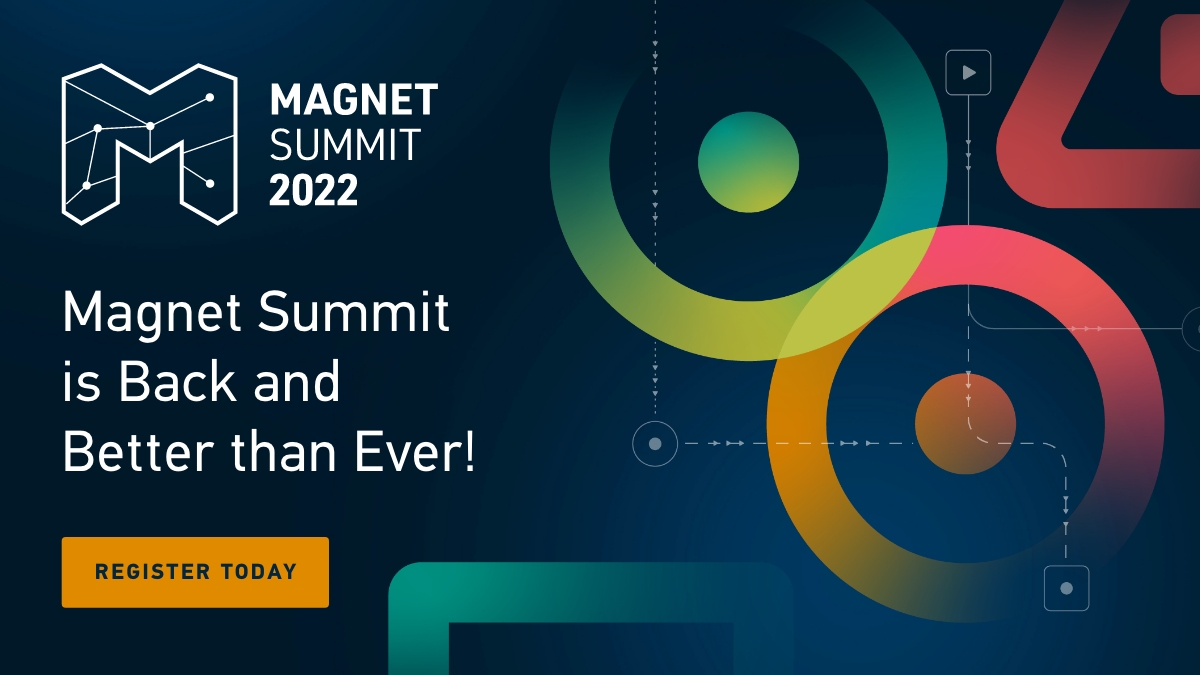 MAGNET
SUMMIT
2022
Magnet Summit
is Back and
Better than Ever!
REGISTER TODAY